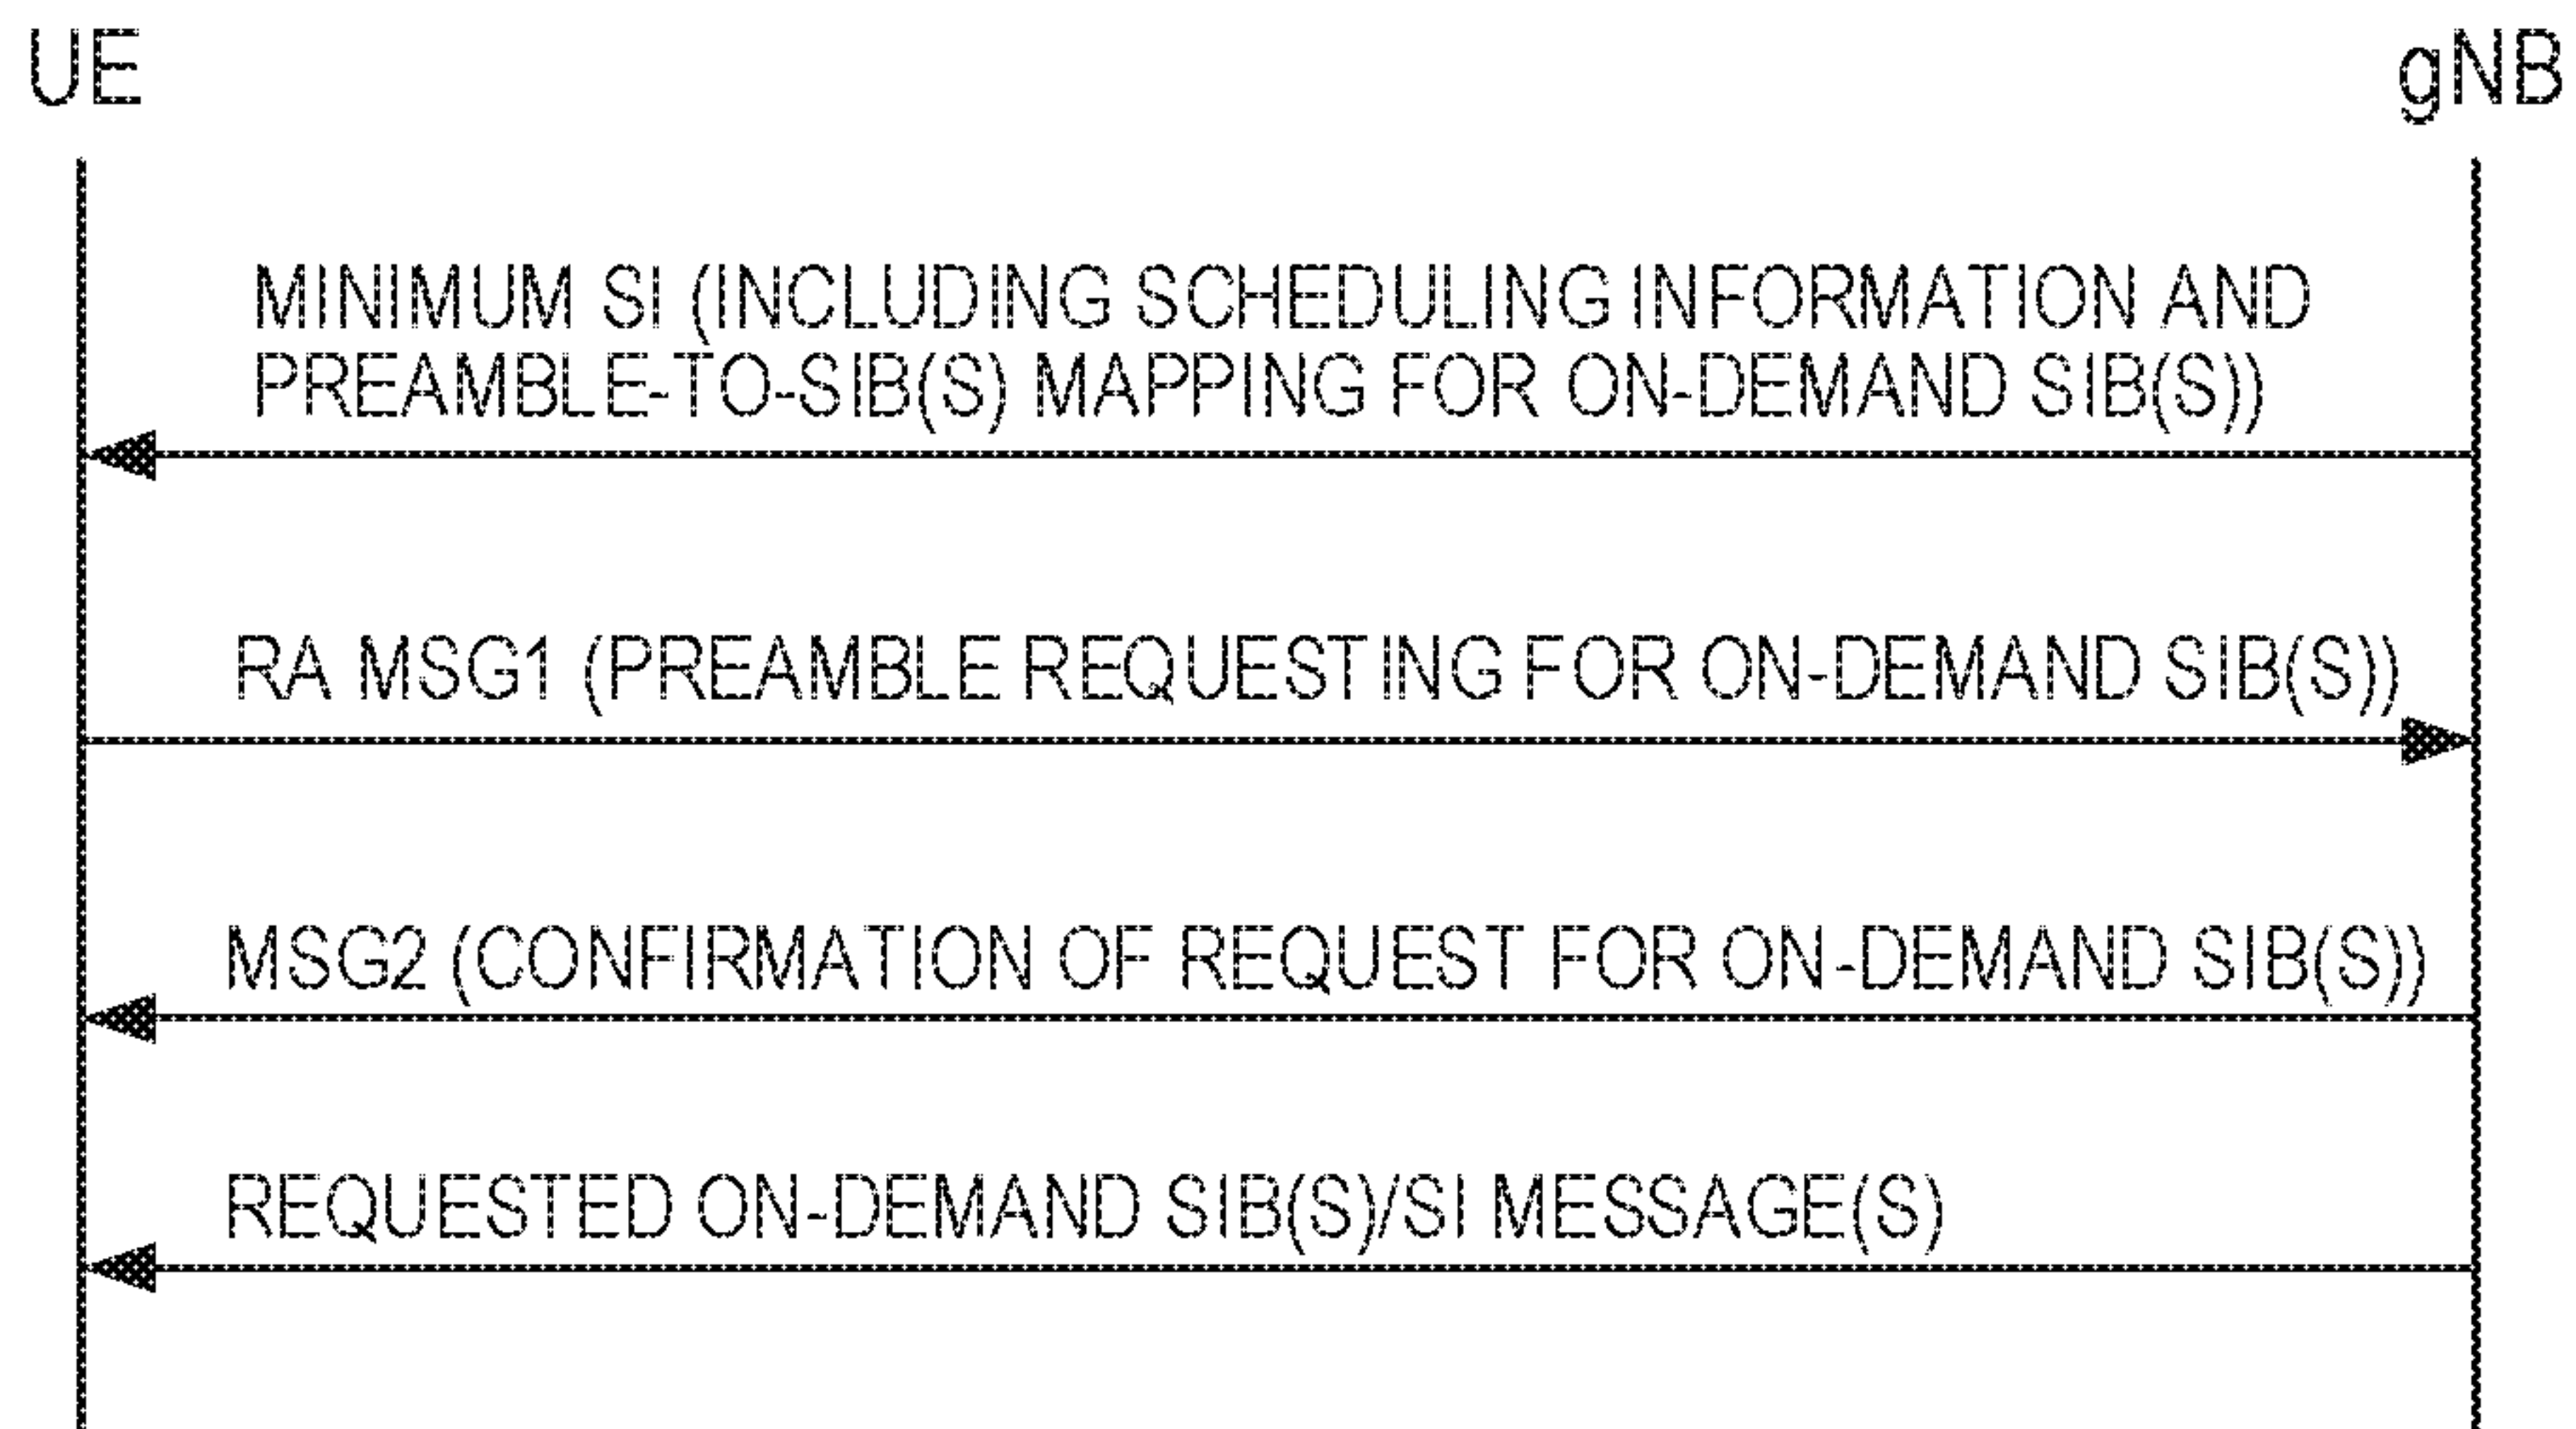 UE
gNB
MINIMUM SI (INCLUDING SCHEDULING INFORMATION AND
PREAMBLE-TO-SIB(S) MAPPING FOR ON-DEMAND SIB(S))
RA MSG1 (PREAMBLE REQUESTING FOR ON-DEMAND SIB(S))
MSG2 (CONFIRMATION OF REQUEST FOR ON-DEMAND SIB(S))
REQUESTED ON-DEMAND SIB(S)/SI MESSAGE(S)